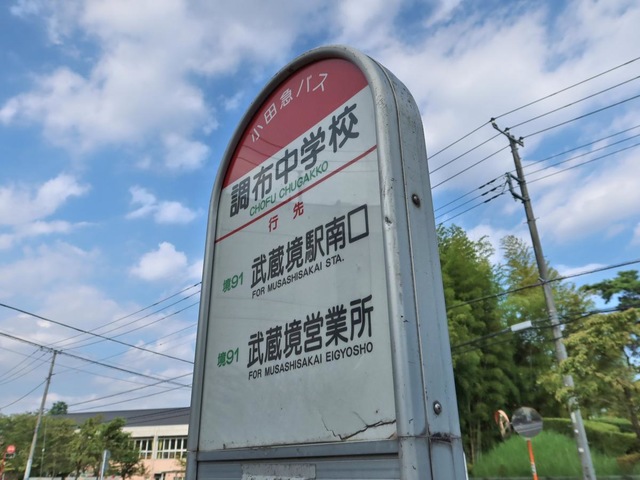 小田急バス
調布中学校
CHOFU CHUGAKKO
行先
境91 武蔵境駅南口
FOR MUSASHISAKAI STA.
境91 武蔵境営業所
FOR MUSASHISAKAI EIGYOSHO